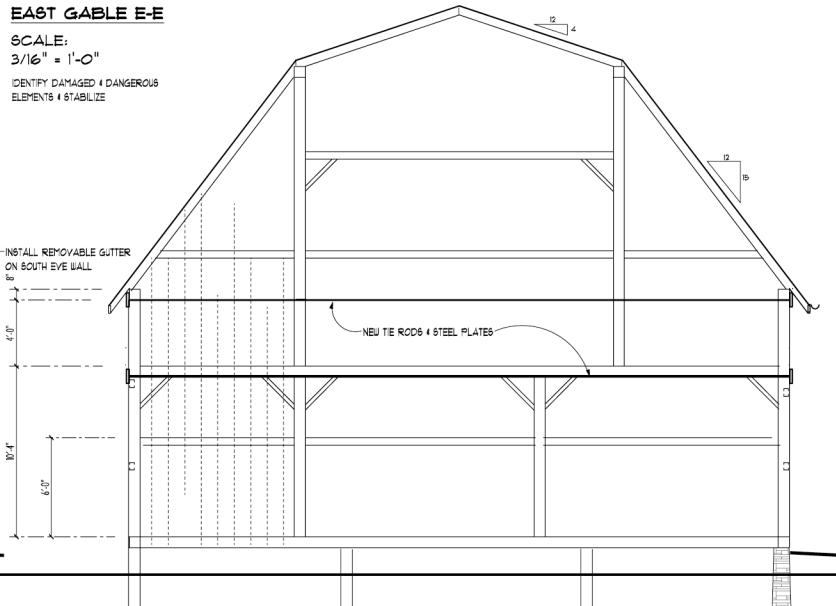 EAST GABLE E-E
SCALE:
3/16" = 1'-0"
IDENTIFY DAMAGED & DANGEROUS
ELEMENTS & STABILIZE
12
4
12
15
INSTALL REMOVABLE GUTTER
ON SOUTH EVE WALL
8"
4'-0"
NEW TIE RODS & STEEL PLATES
10'-4"
6'-0"